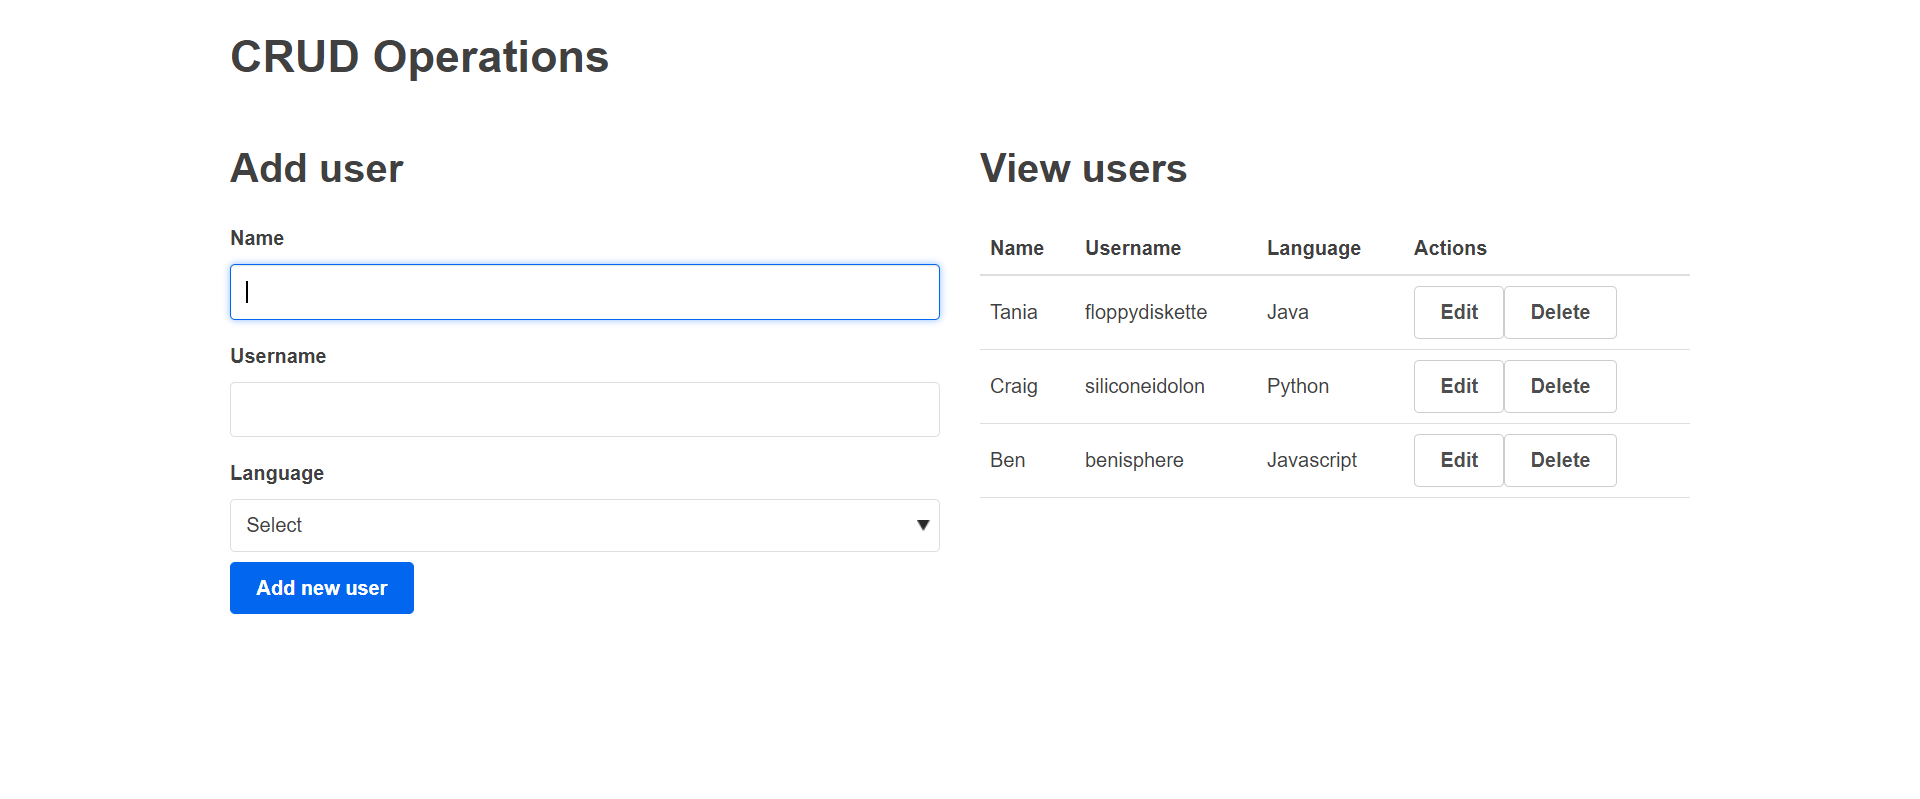 CRUD Operations
Add user
Name
Username
Language
Select
Add new user
View users
Name Username Language Actions
Tania floppydiskette Java Edit Delete
Craig siliconeidolon Python Edit Delete
Ben benisphere Javascript Edit Delete